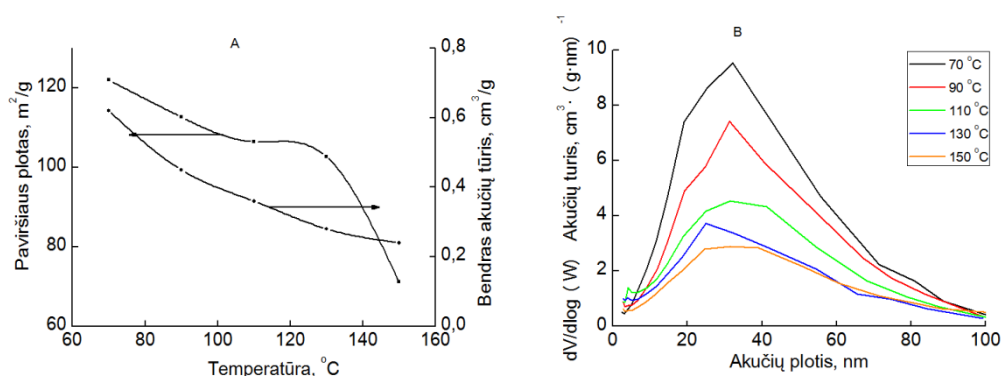 A
Paviršiaus plotas, m²/g
120
100
80
60
60 80 100 120 140 160
Temperatūra, °C
0,8
0,6
0,4
0,2
0,0
Bendras akučių tūris, cm³/g
B
dV/dlog (W) Akučių turis, cm³· (g·nm)⁻¹
10
8
6
4
2
0
0 20 40 60 80 100
Akučių plotis, nm
70 °C
90 °C
110 °C
130 °C
150 °C